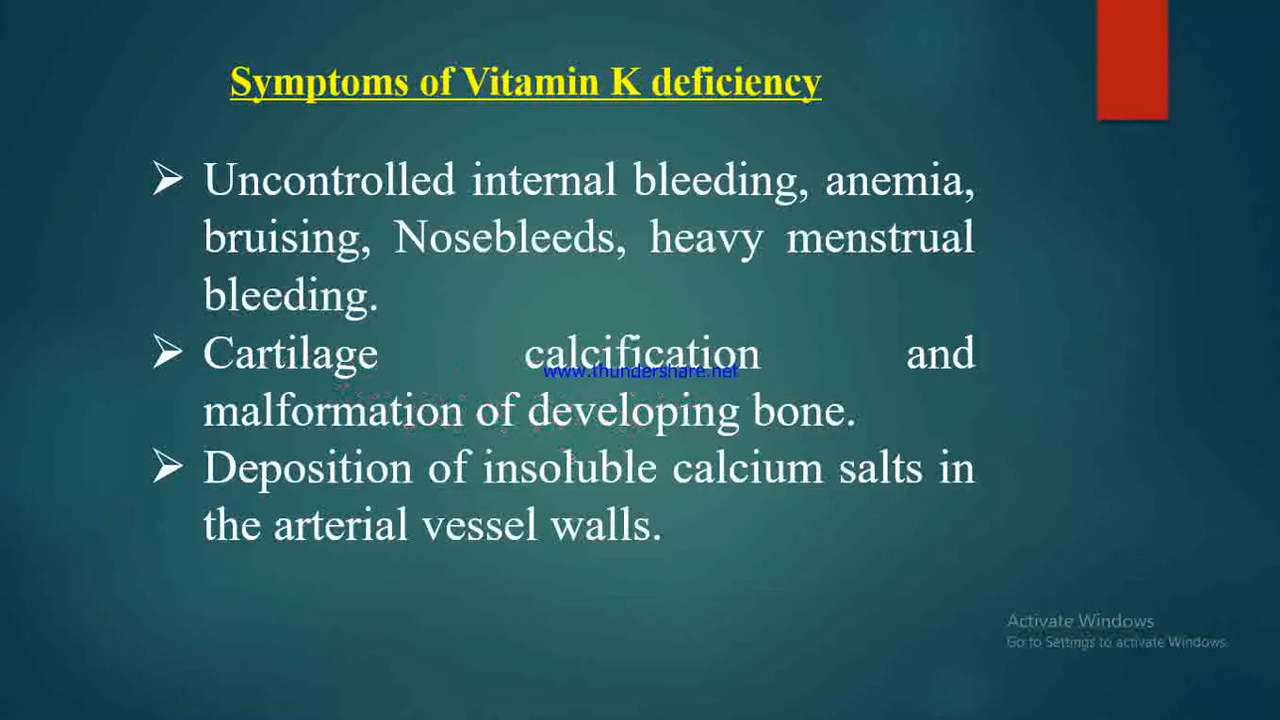 Symptoms of Vitamin K deficiency
➢ Uncontrolled internal bleeding, anemia,
bruising, Nosebleeds, heavy menstrual
bleeding.
➢ Cartilage calcification and
www.thundershare.net
malformation of developing bone.
➢ Deposition of insoluble calcium salts in
the arterial vessel walls.
Activate Windows
Go to Settings to activate Windows.